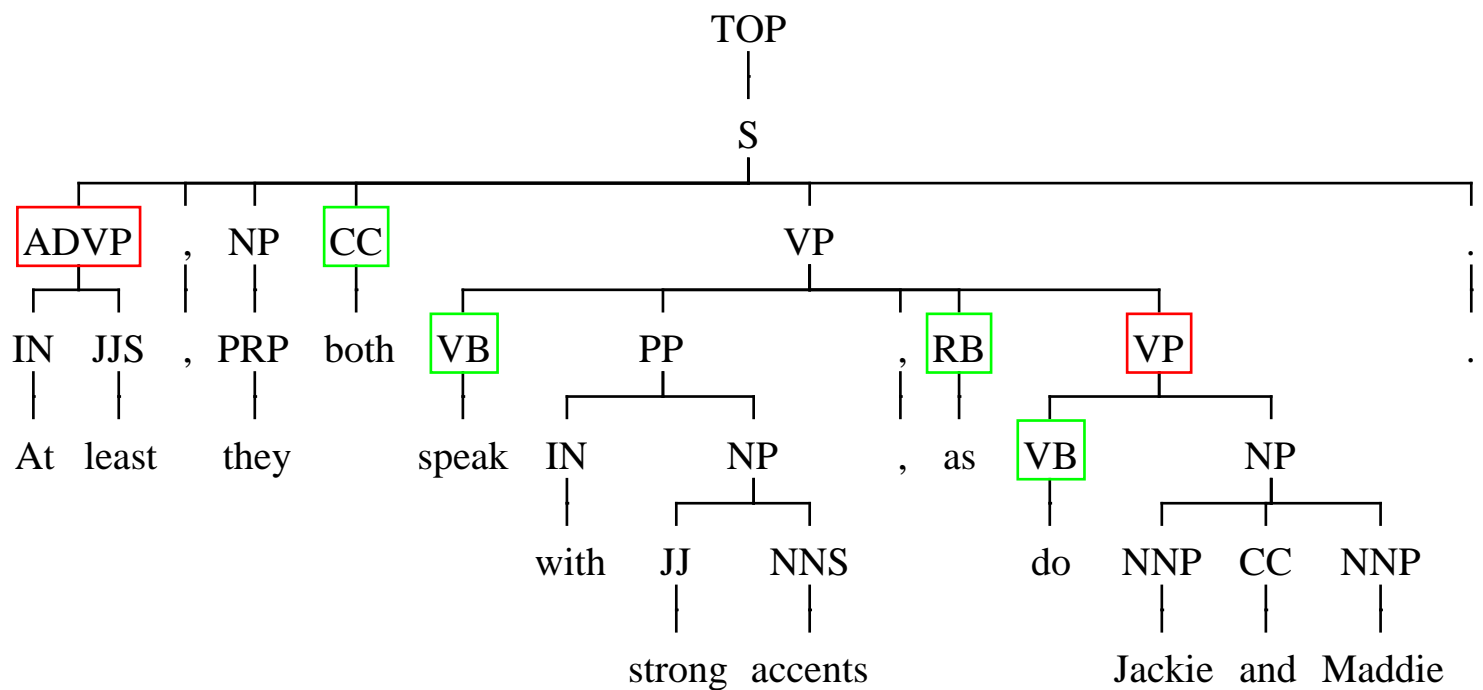 TOP
S
ADVP , NP CC VP .
IN JJS , PRP both VB PP , RB VP .
At least they speak IN NP , as VB NP
with JJ NNS do NNP CC NNP
strong accents Jackie and Maddie